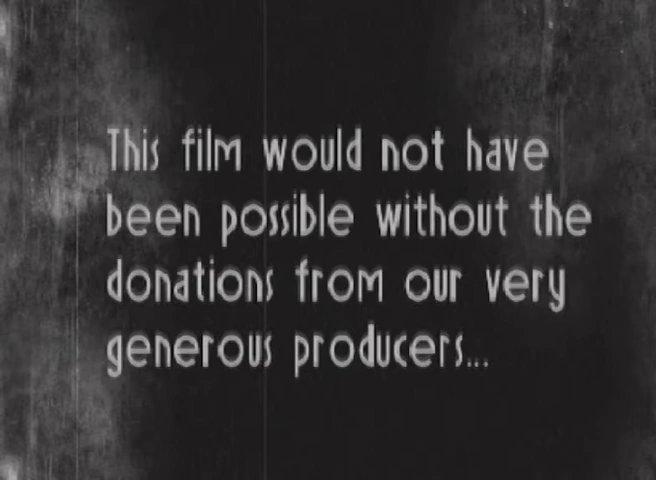 This film would not have
been possible without the
donations from our very
generous producers...